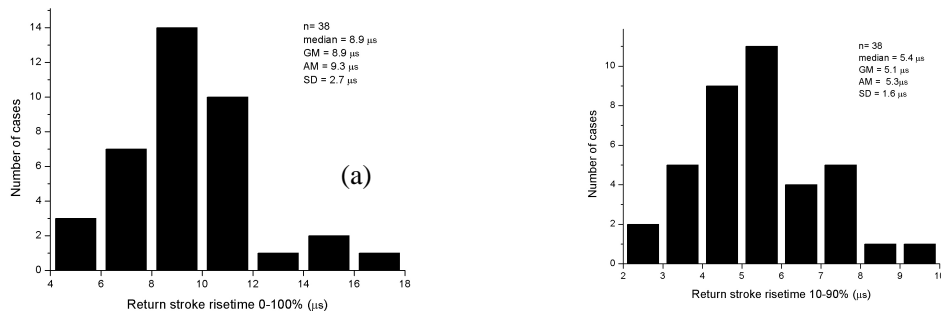 n= 38
median = 8.9 µs
GM = 8.9 µs
AM = 9.3 µs
SD = 2.7 µs
14
12
10
8
6
4
2
0
Number of cases
4 6 8 10 12 14 16 18
Return stroke risetime 0-100% (µs)
(a)
n= 38
median = 5.4 µs
GM = 5.1 µs
AM = 5.3µs
SD = 1.6 µs
10
8
6
4
2
0
Number of cases
2 3 4 5 6 7 8 9 10
Return stroke risetime 10-90% (µs)